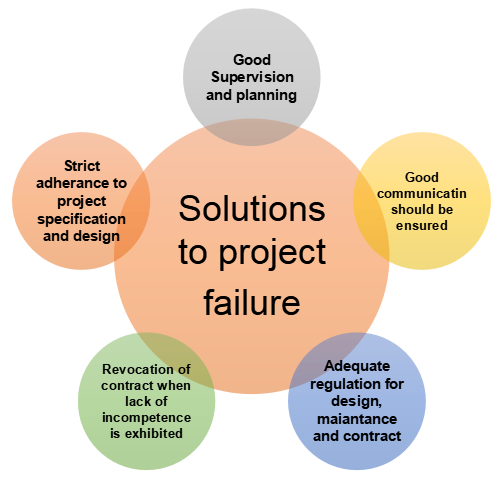 Good
Supervision
and planning
Strict
adherance to
project
specification
and design
Solutions
to project
failure
Good
communicatin
should be
ensured
Revocation of
contract when
lack of
incompetence
is exhibited
Adequate
regulation for
design,
maiantance
and contract